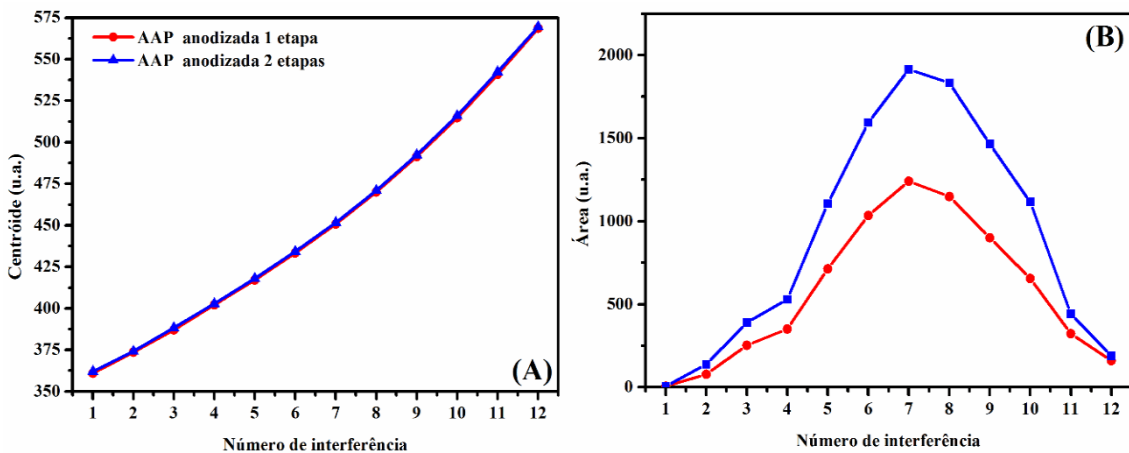 575
550
525
500
475
450
425
400
375
350
Centróide (u.a.)
AAP anodizada 1 etapa
AAP anodizada 2 etapas
(A)
1 2 3 4 5 6 7 8 9 10 11 12
Número de interferência
2000
1500
1000
500
0
Área (u.a.)
(B)
1 2 3 4 5 6 7 8 9 10 11 12
Número de interferência